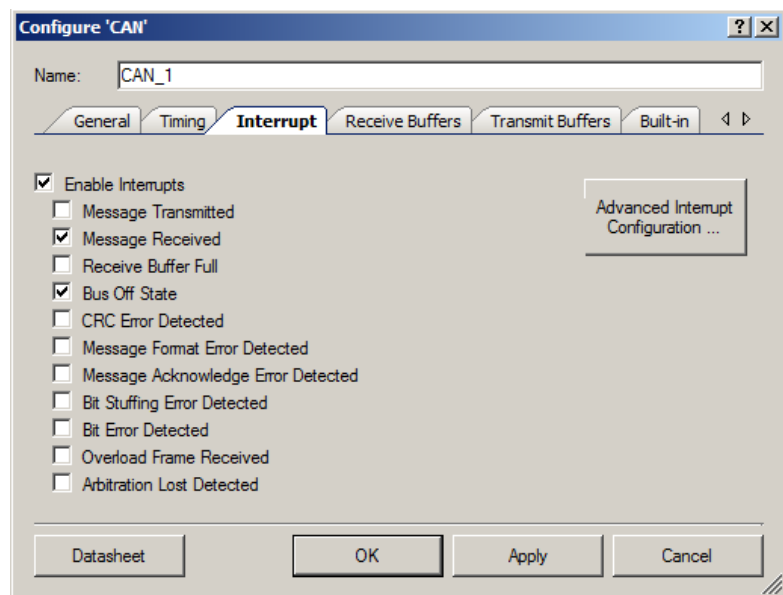 Configure 'CAN'
Name: CAN_1
General Timing Interrupt Receive Buffers Transmit Buffers Built-in
Enable Interrupts
Advanced Interrupt
Configuration ...
Message Transmitted
Message Received
Receive Buffer Full
Bus Off State
CRC Error Detected
Message Format Error Detected
Message Acknowledge Error Detected
Bit Stuffing Error Detected
Bit Error Detected
Overload Frame Received
Arbitration Lost Detected
Datasheet OK Apply Cancel